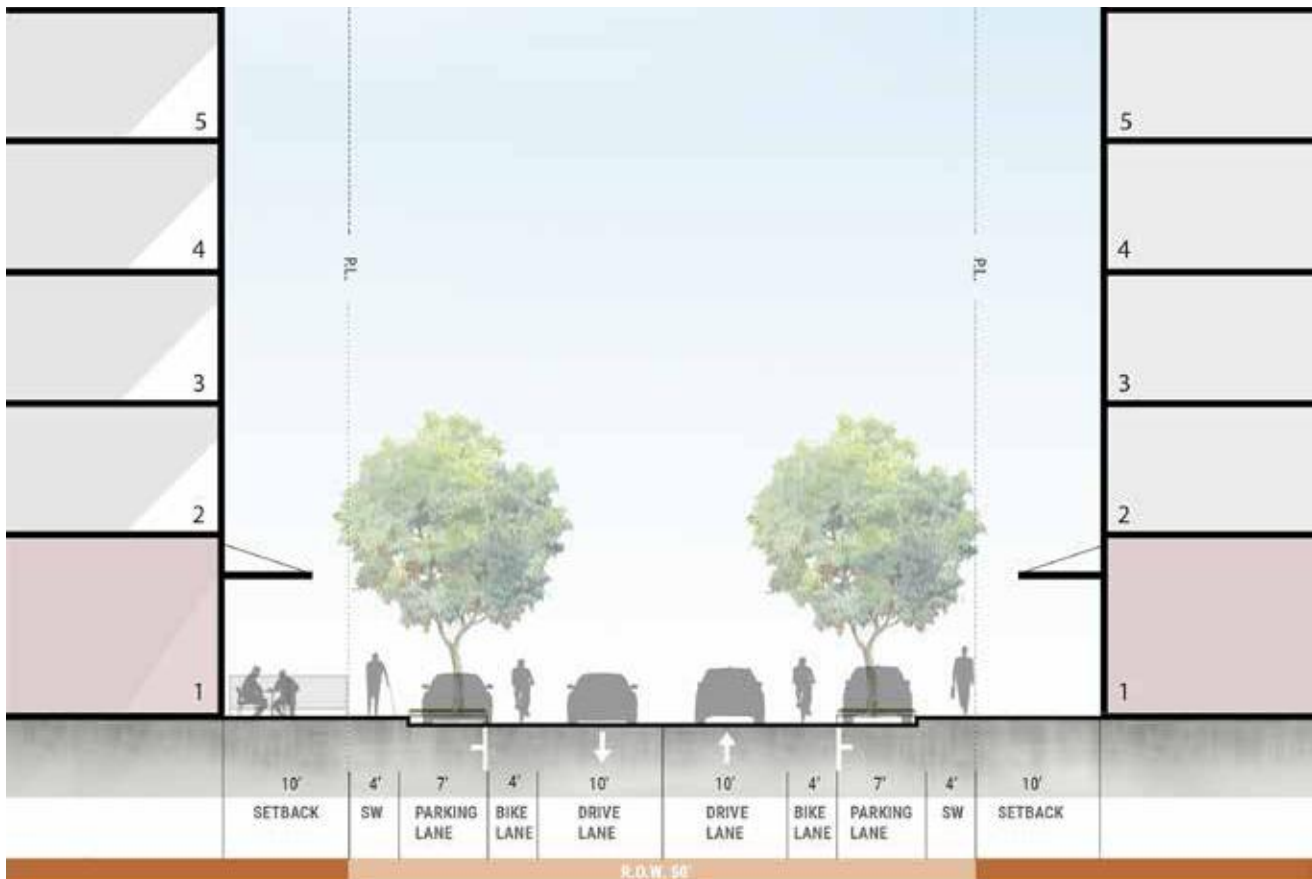 5
5
4
4
P.L.
P.L.
3
3
2
2
1
1
10' 4' 7' 4' 10' 10' 4' 7' 4' 10'
SETBACK SW PARKING LANE BIKE LANE DRIVE LANE DRIVE LANE BIKE LANE PARKING LANE SW SETBACK
R.O.W. 50'